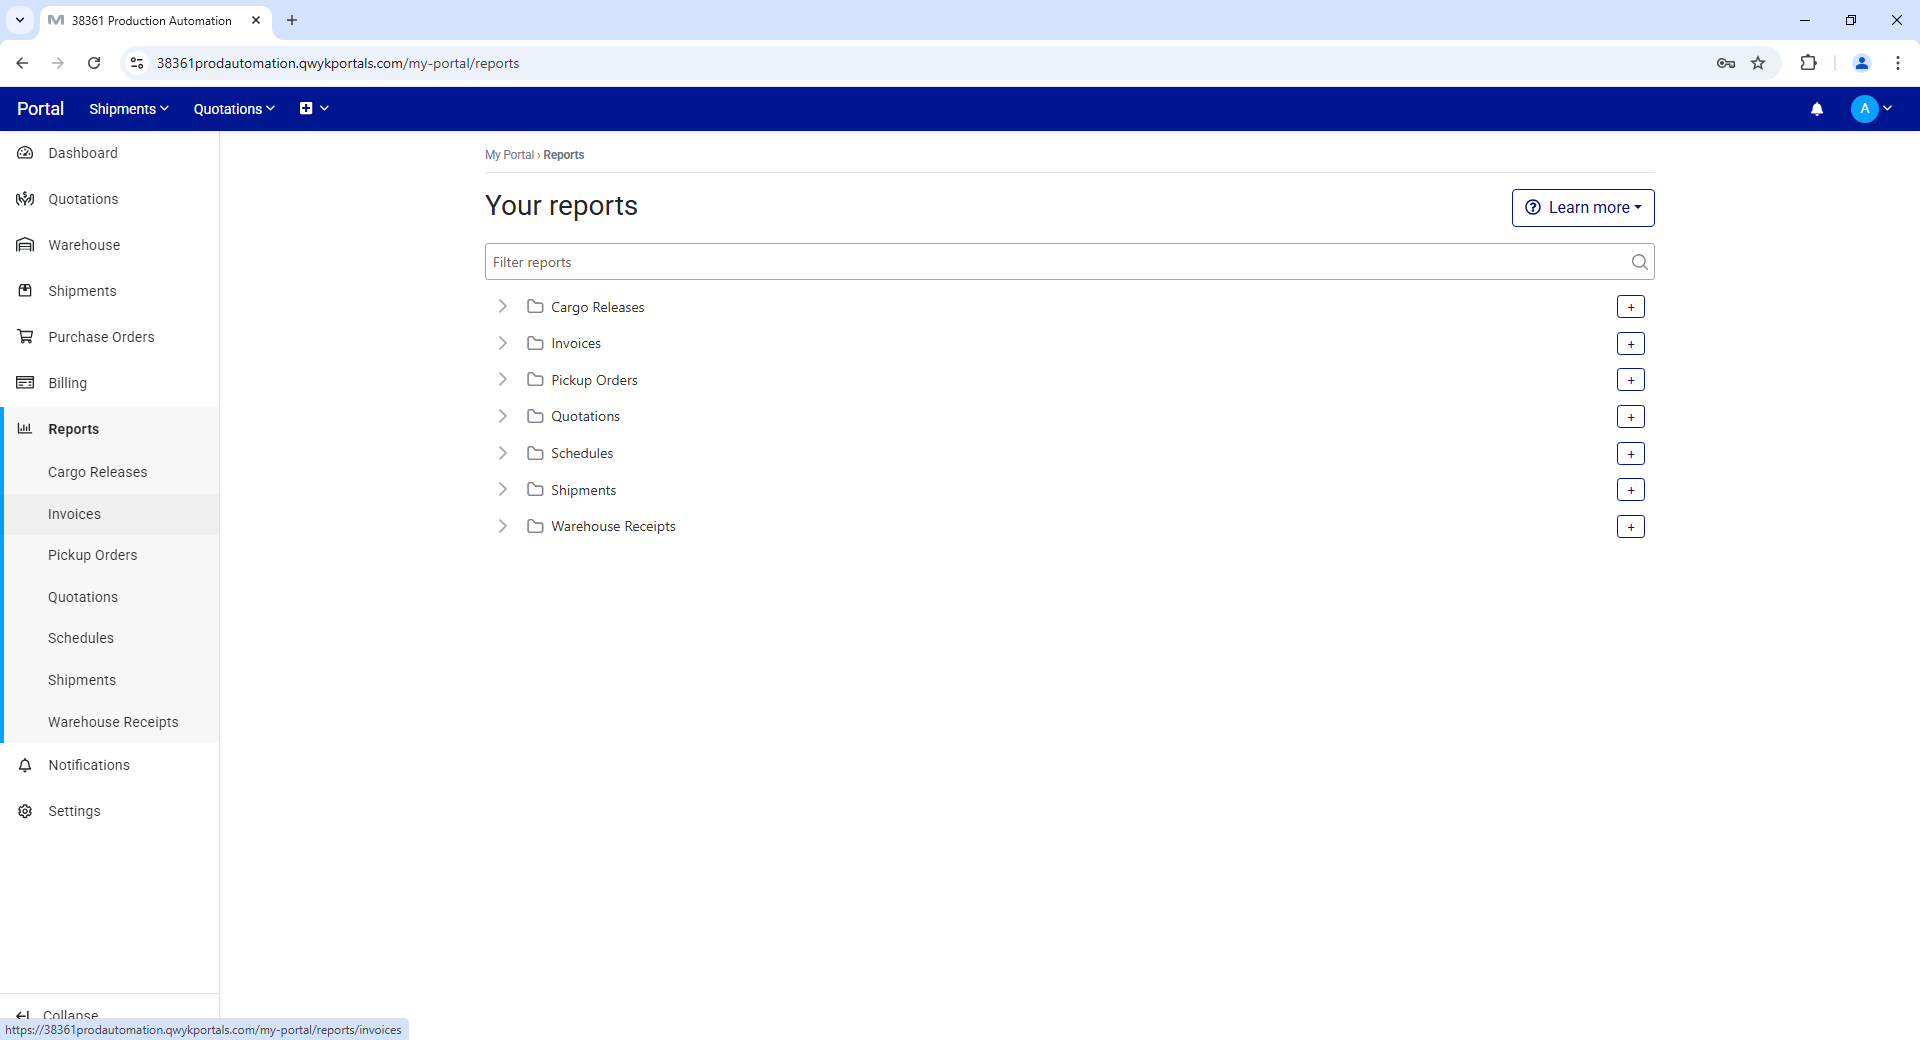 38361 Production Automation
38361prodautomation.qwykportals.com/my-portal/reports
Portal Shipments Quotations A
Dashboard
Quotations
Warehouse
Shipments
Purchase Orders
Billing
Reports
Cargo Releases
Invoices
Pickup Orders
Quotations
Schedules
Shipments
Warehouse Receipts
Notifications
Settings
Collapse
https://38361prodautomation.qwykportals.com/my-portal/reports/invoices
My Portal › Reports
Your reports
Learn more
Filter reports
Cargo Releases +
Invoices +
Pickup Orders +
Quotations +
Schedules +
Shipments +
Warehouse Receipts +